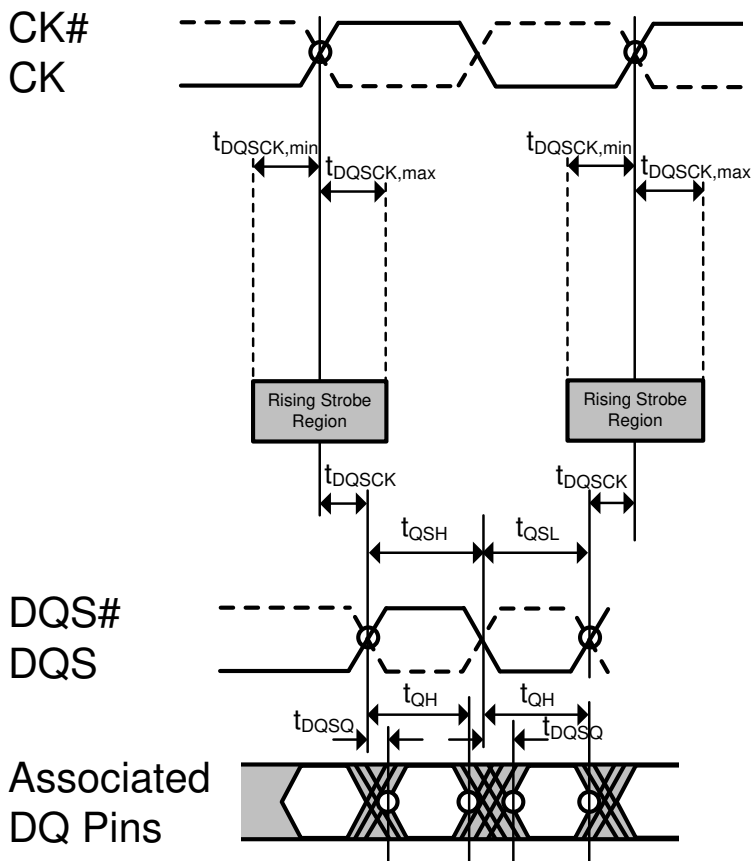 CK#
CK
tDQSCK,min
tDQSCK,min
tDQSCK,max
tDQSCK,max
Rising Strobe
Region
Rising Strobe
Region
tDQSCK
tDQSCK
tQSH
tQSL
DQS#
DQS
tQH
tQH
tDQSQ
tDQSQ
Associated
DQ Pins